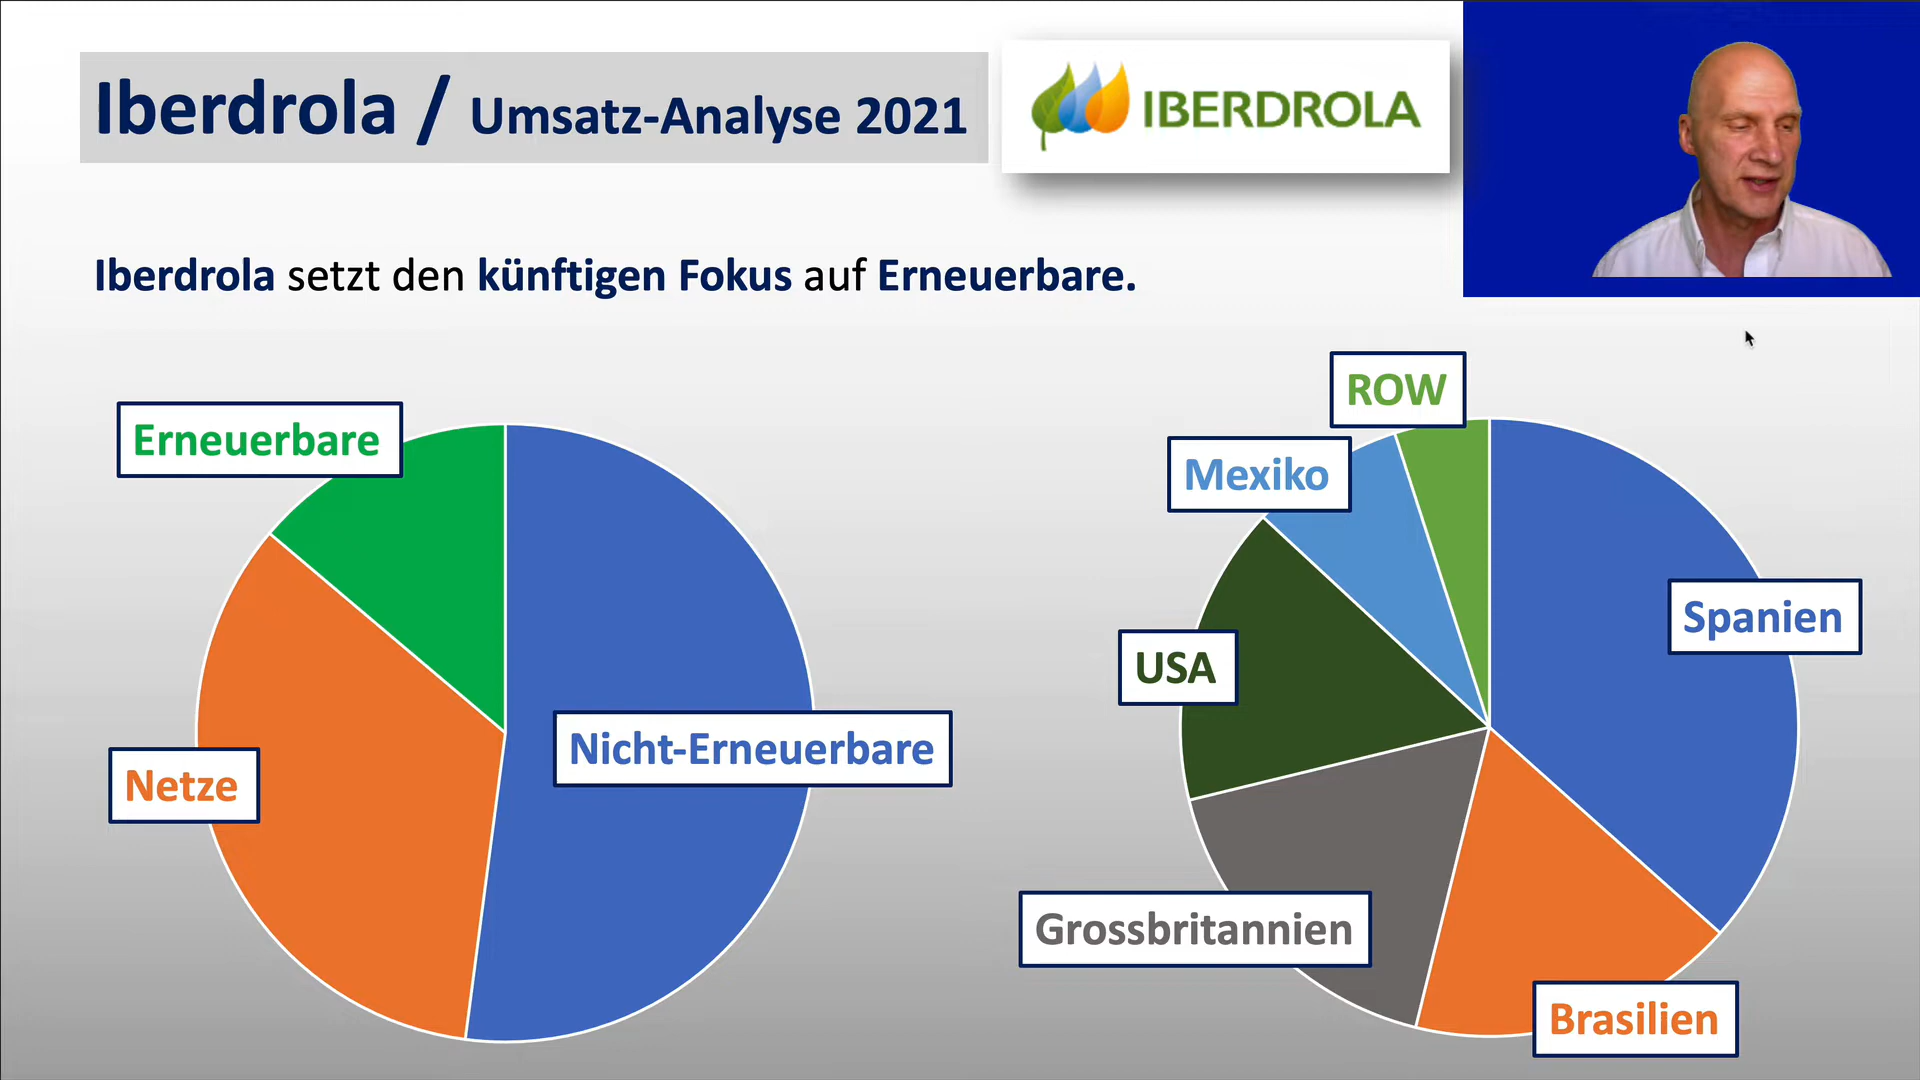 Iberdrola / Umsatz-Analyse 2021
IBERDROLA
Iberdrola setzt den künftigen Fokus auf Erneuerbare.
Erneuerbare
Nicht-Erneuerbare
Netze
ROW
Mexiko
Spanien
USA
Grossbritannien
Brasilien